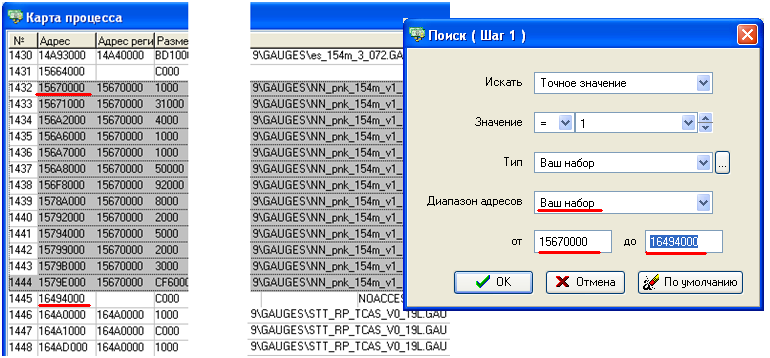 Карта процесса
№ Адрес Адрес реги Разме
1430 14A93000 14A40000 BD100 9\GAUGES\es_154m_3_072.GA
1431 15664000 C000
1432 15670000 15670000 1000 9\GAUGES\NN_pnk_154m_v1_
1433 15671000 15670000 31000 9\GAUGES\NN_pnk_154m_v1_
1434 156A2000 15670000 4000 9\GAUGES\NN_pnk_154m_v1_
1435 156A6000 15670000 1000 9\GAUGES\NN_pnk_154m_v1_
1436 156A7000 15670000 1000 9\GAUGES\NN_pnk_154m_v1_
1437 156A8000 15670000 50000 9\GAUGES\NN_pnk_154m_v1_
1438 156F8000 15670000 92000 9\GAUGES\NN_pnk_154m_v1_
1439 1578A000 15670000 8000 9\GAUGES\NN_pnk_154m_v1_
1440 15792000 15670000 2000 9\GAUGES\NN_pnk_154m_v1_
1441 15794000 15670000 5000 9\GAUGES\NN_pnk_154m_v1_
1442 15799000 15670000 2000 9\GAUGES\NN_pnk_154m_v1_
1443 1579B000 15670000 3000 9\GAUGES\NN_pnk_154m_v1_
1444 1579E000 15670000 CF6000 9\GAUGES\NN_pnk_154m_v1_
1445 16494000 C000 NOACCES
1446 164A0000 164A0000 1000 9\GAUGES\STT_RP_TCAS_V0_19L.GAU
1447 164A1000 164A0000 C000 9\GAUGES\STT_RP_TCAS_V0_19L.GAU
1448 164AD000 164A0000 1000 9\GAUGES\STT_RP_TCAS_V0_19L.GAU
Поиск ( Шаг 1 )
Искать Точное значение
Значение = 1
Тип Ваш набор ...
Диапазон адресов Ваш набор
от 15670000 до 16494000
OK Отмена По умолчанию